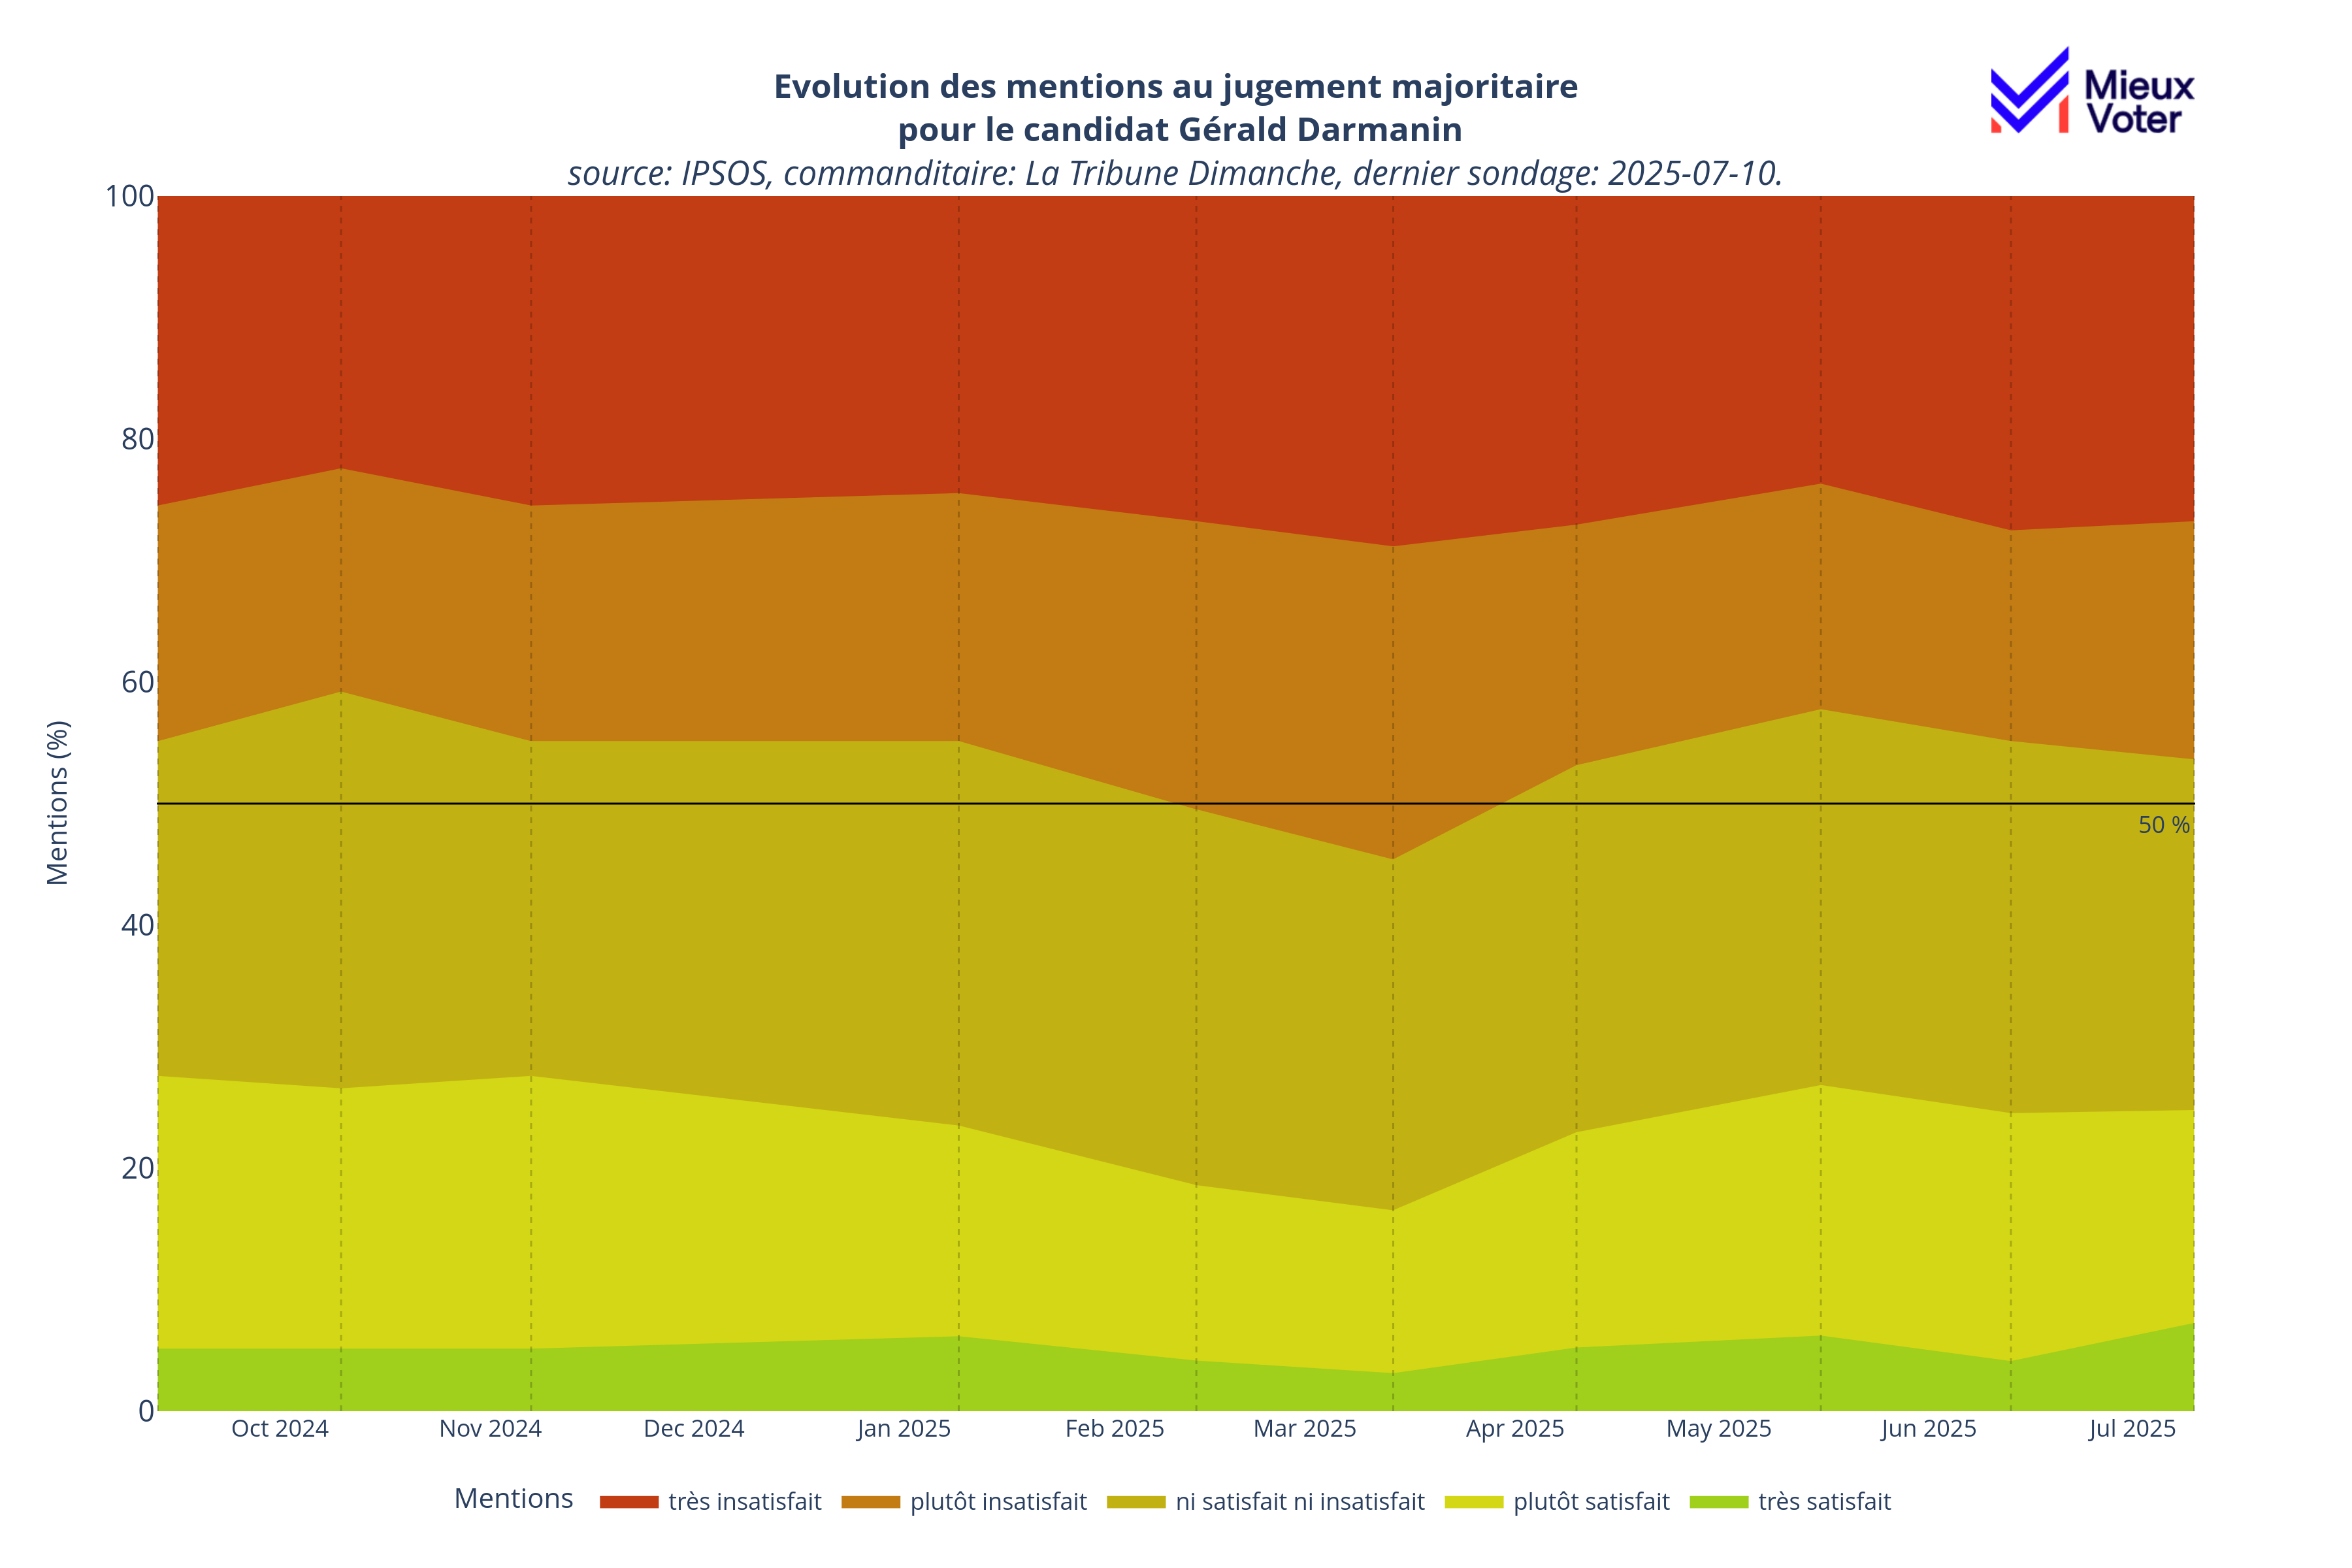 Evolution des mentions au jugement majoritaire
pour le candidat Gérald Darmanin
source: IPSOS, commanditaire: La Tribune Dimanche, dernier sondage: 2025-07-10.
Mieux
Voter
100
80
60
40
20
0
Mentions (%)
50 %
Oct 2024
Nov 2024
Dec 2024
Jan 2025
Feb 2025
Mar 2025
Apr 2025
May 2025
Jun 2025
Jul 2025
Mentions
très insatisfait
plutôt insatisfait
ni satisfait ni insatisfait
plutôt satisfait
très satisfait